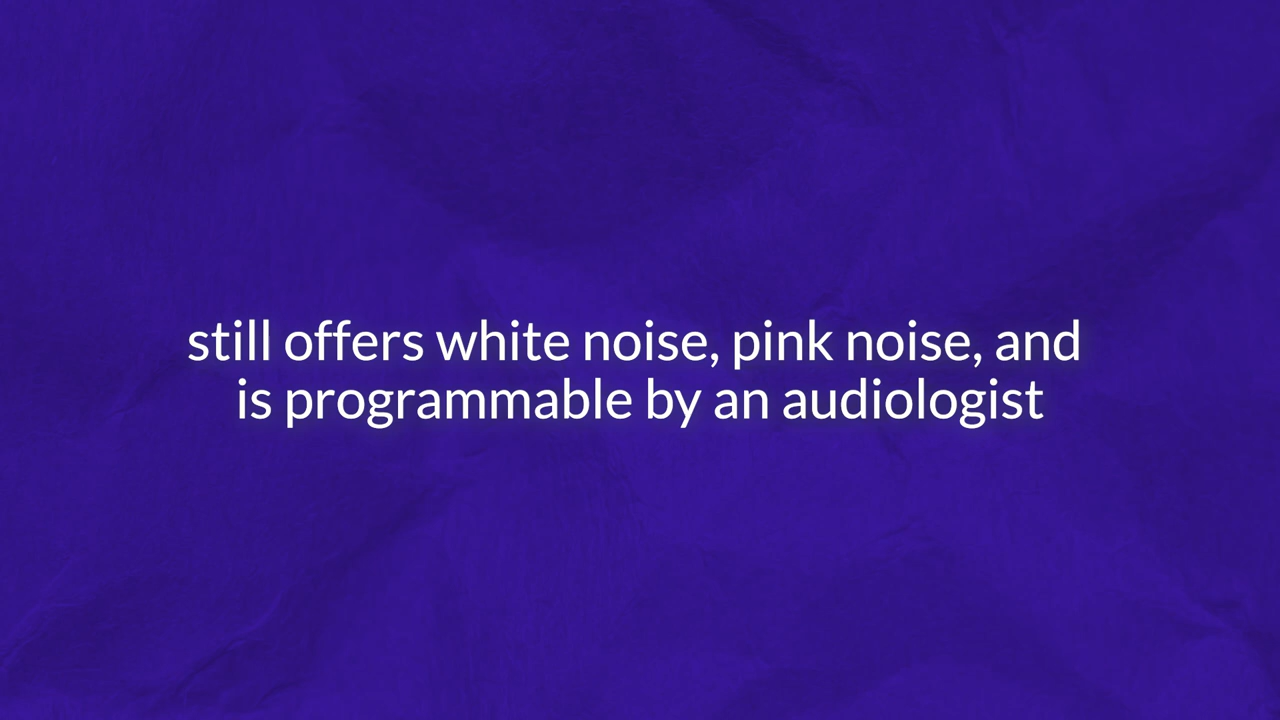 still offers white noise, pink noise, and
is programmable by an audiologist